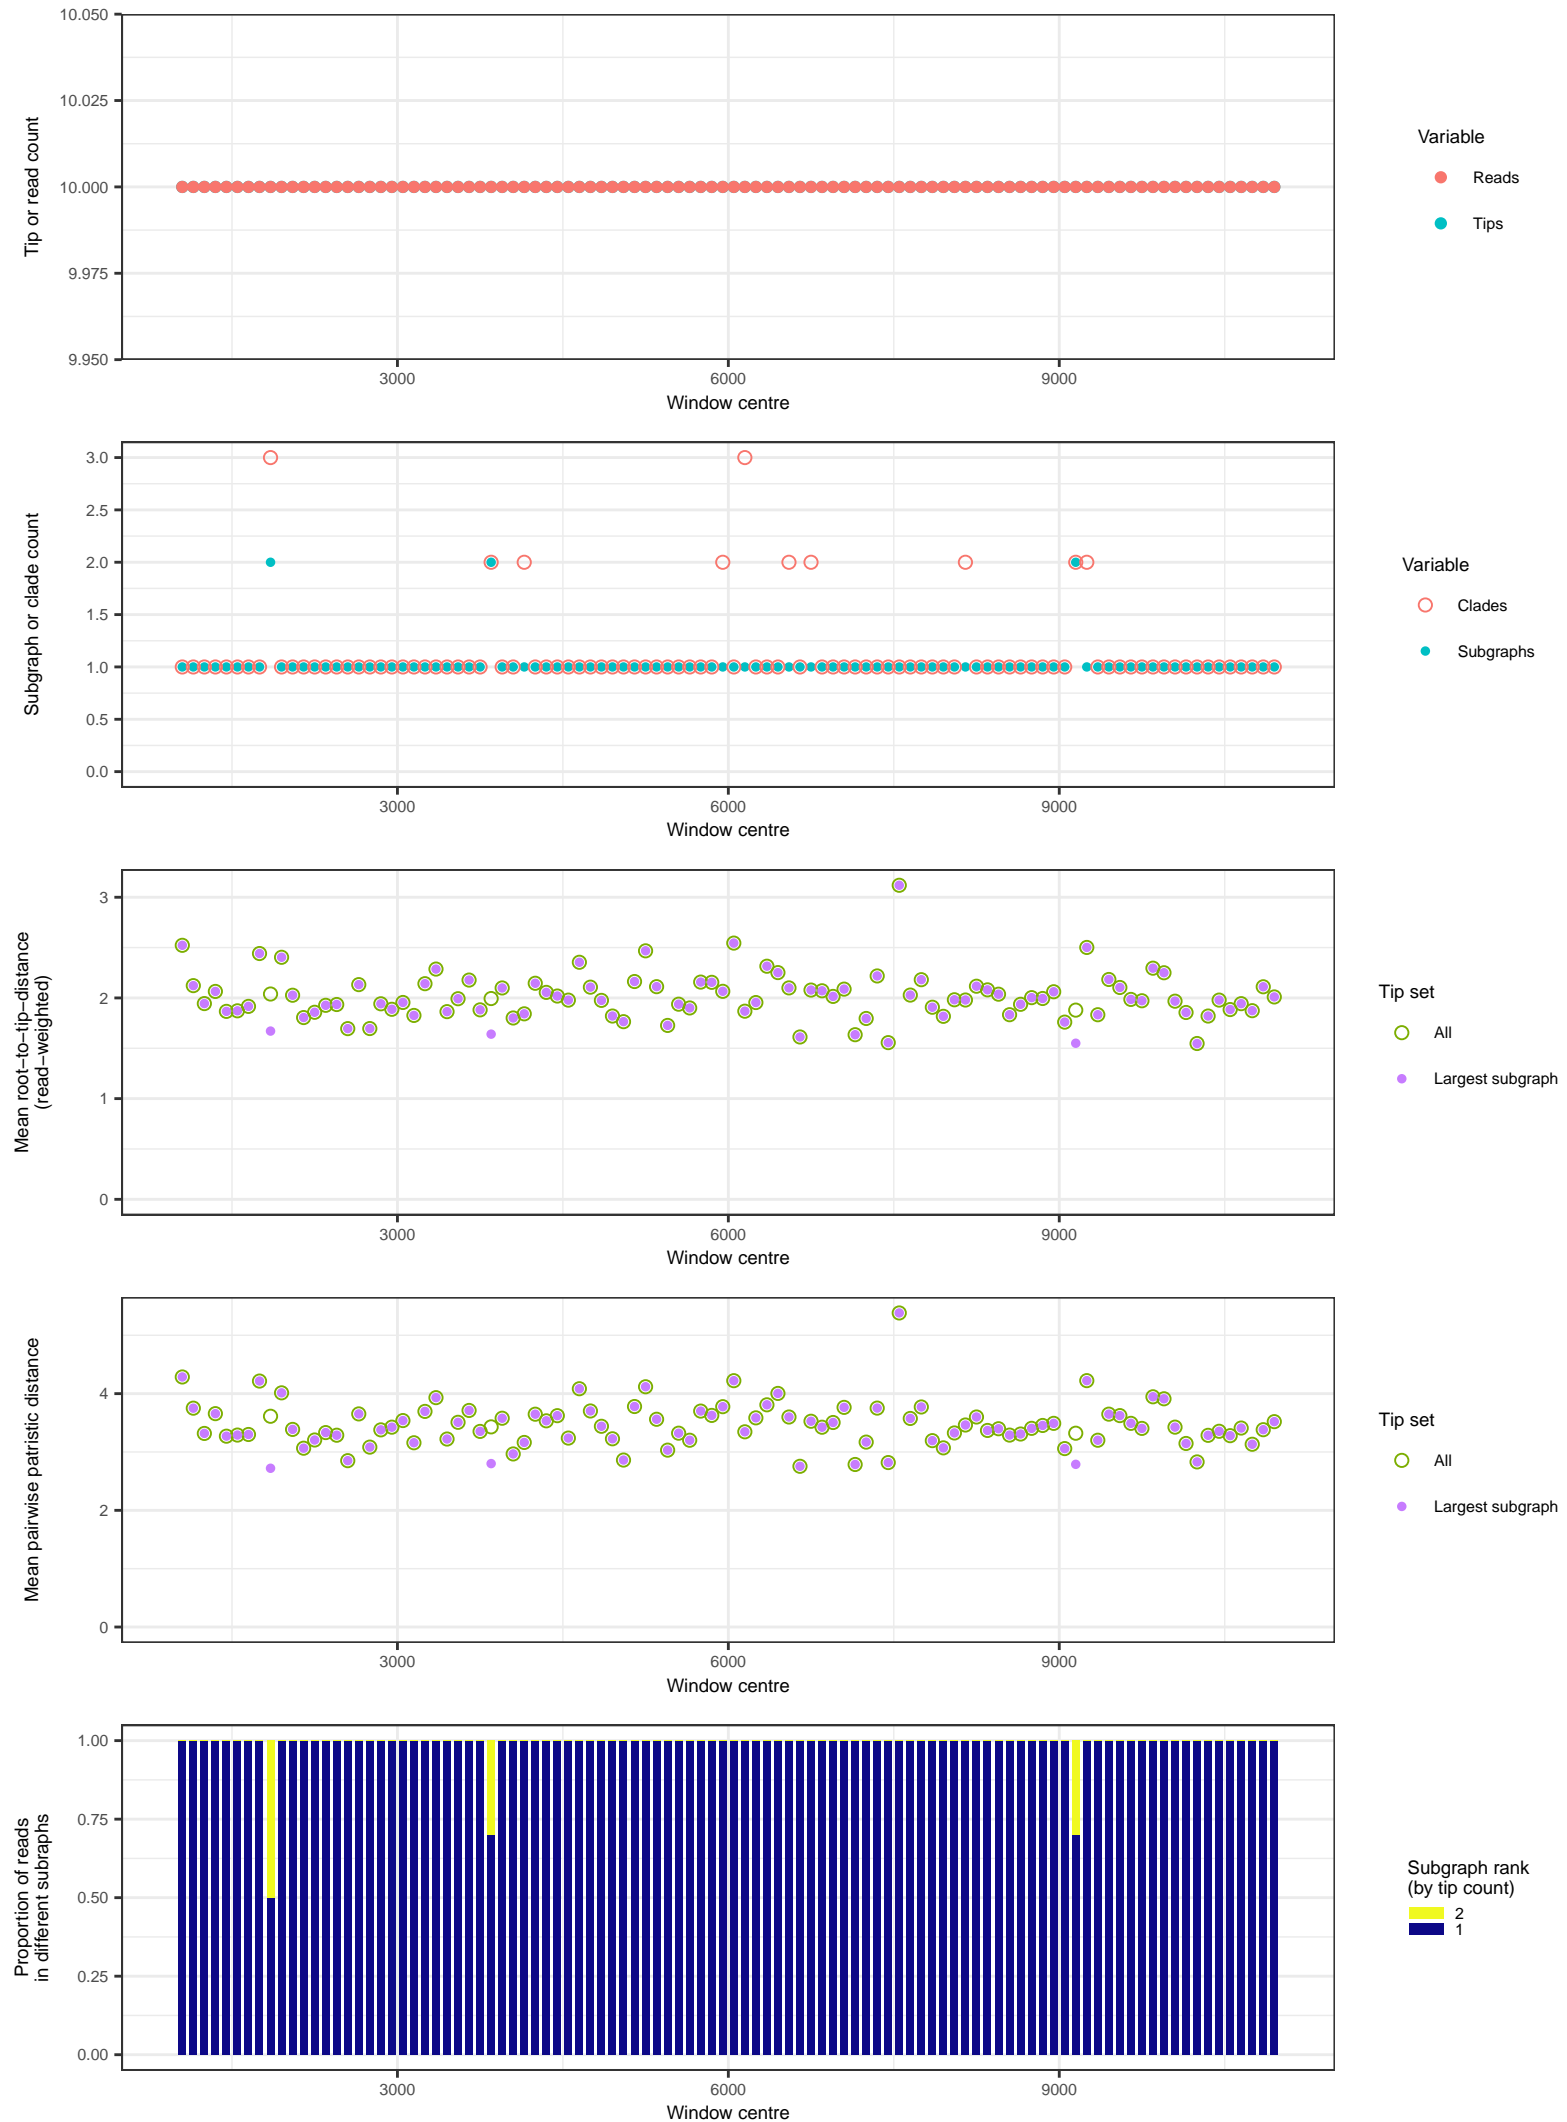 10.050
10.025
10.000
9.975
9.950
Tip or read count
3000
6000
9000
Window centre
Variable
Reads
Tips
3.0
2.5
2.0
1.5
1.0
0.5
0.0
Subgraph or clade count
3000
6000
9000
Window centre
Variable
Clades
Subgraphs
3
2
1
0
Mean root−to−tip−distance
(read−weighted)
3000
6000
9000
Window centre
Tip set
All
Largest subgraph
4
2
0
Mean pairwise patristic distance
3000
6000
9000
Window centre
Tip set
All
Largest subgraph
1.00
0.75
0.50
0.25
0.00
Proportion of reads
in different subraphs
3000
6000
9000
Window centre
Subgraph rank
(by tip count)
2
1